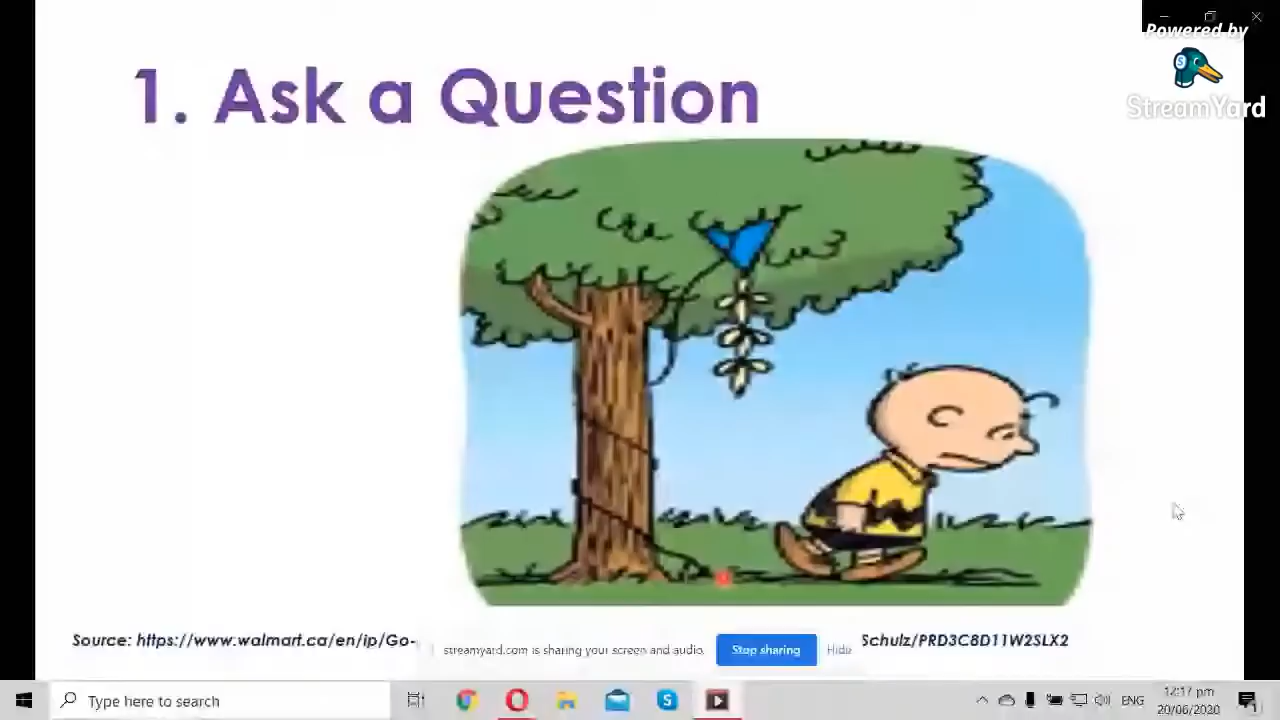 Powered by
StreamYard
1. Ask a Question
Source: https://www.walmart.ca/en/ip/Go-
streamyard.com is sharing your screen and audio.
Stop sharing
Hide
Schulz/PRD3C8D11W2SLX2
Type here to search
ENG
12:17 pm
20/06/2020